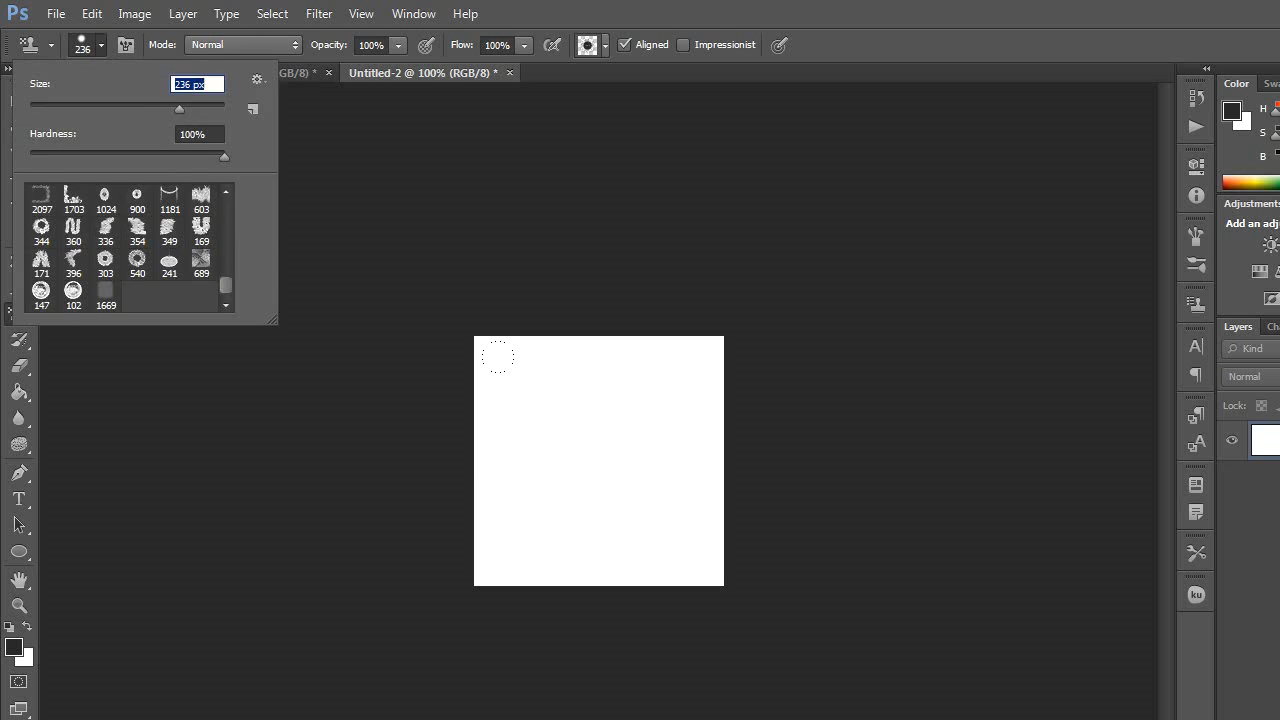 Ps File Edit Image Layer Type Select Filter View Window Help
236 Mode: Normal Opacity: 100% Flow: 100% Aligned Impressionist
GB/8) * × Untitled-2 @ 100% (RGB/8) * ×
Size: 236 px
Hardness: 100%
2097 1703 1024 900 1181 603
344 360 336 354 349 169
171 396 303 540 241 689
147 102 1669
T
A
A
ku
Color Swa
H
S
B
Adjustments
Add an adj
Layers Cha
Kind
Normal
Lock: